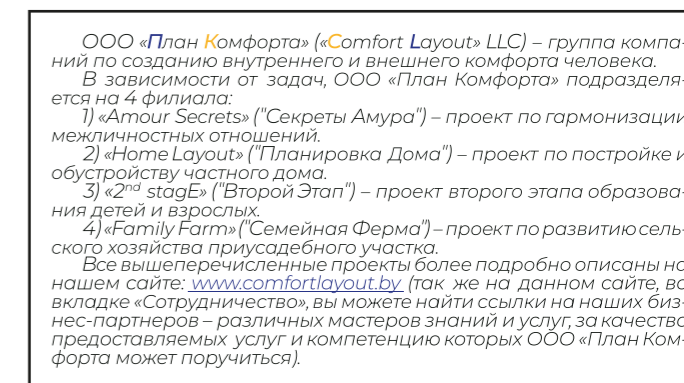 ООО «План Комфорта» («Comfort Layout» LLC) – группа компа-
ний по созданию внутреннего и внешнего комфорта человека.
В зависимости от задач, ООО «План Комфорта» подразделя-
ется на 4 филиала:
1) «Amour Secrets» ("Секреты Амура") – проект по гармонизации
межличностных отношений.
2) «Home Layout» ("Планировка Дома") – проект по постройке и
обустройству частного дома.
3) «2nd stagE» ("Второй Этап") – проект второго этапа образова-
ния детей и взрослых.
4) «Family Farm» ("Семейная Ферма") – проект по развитию сель-
ского хозяйства приусадебного участка.
Все вышеперечисленные проекты более подробно описаны на
нашем сайте: www.comfortlayout.by (так же на данном сайте, во
вкладке «Сотрудничество», вы можете найти ссылки на наших биз-
нес-партнеров – различных мастеров знаний и услуг, за качество
предоставляемых услуг и компетенцию которых ООО «План Ком-
форта может поручиться).